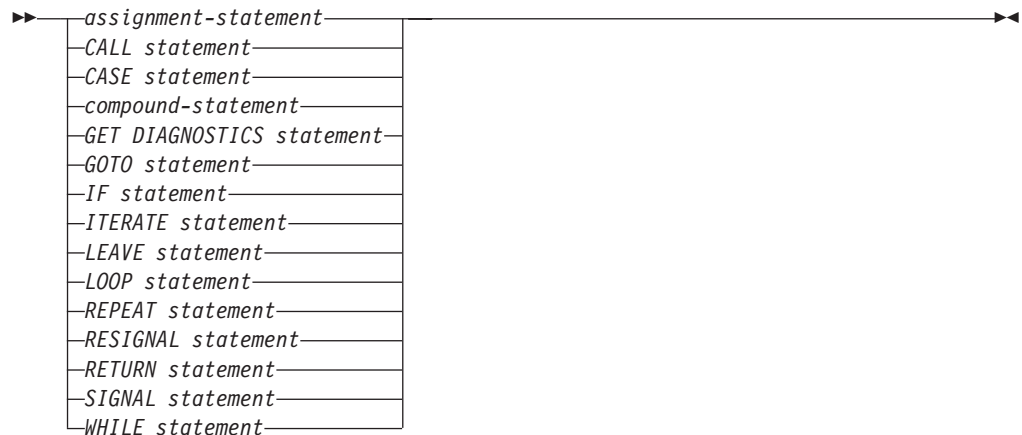 assignment-statement
CALL statement
CASE statement
compound-statement
GET DIAGNOSTICS statement
GOTO statement
IF statement
ITERATE statement
LEAVE statement
LOOP statement
REPEAT statement
RESIGNAL statement
RETURN statement
SIGNAL statement
WHILE statement